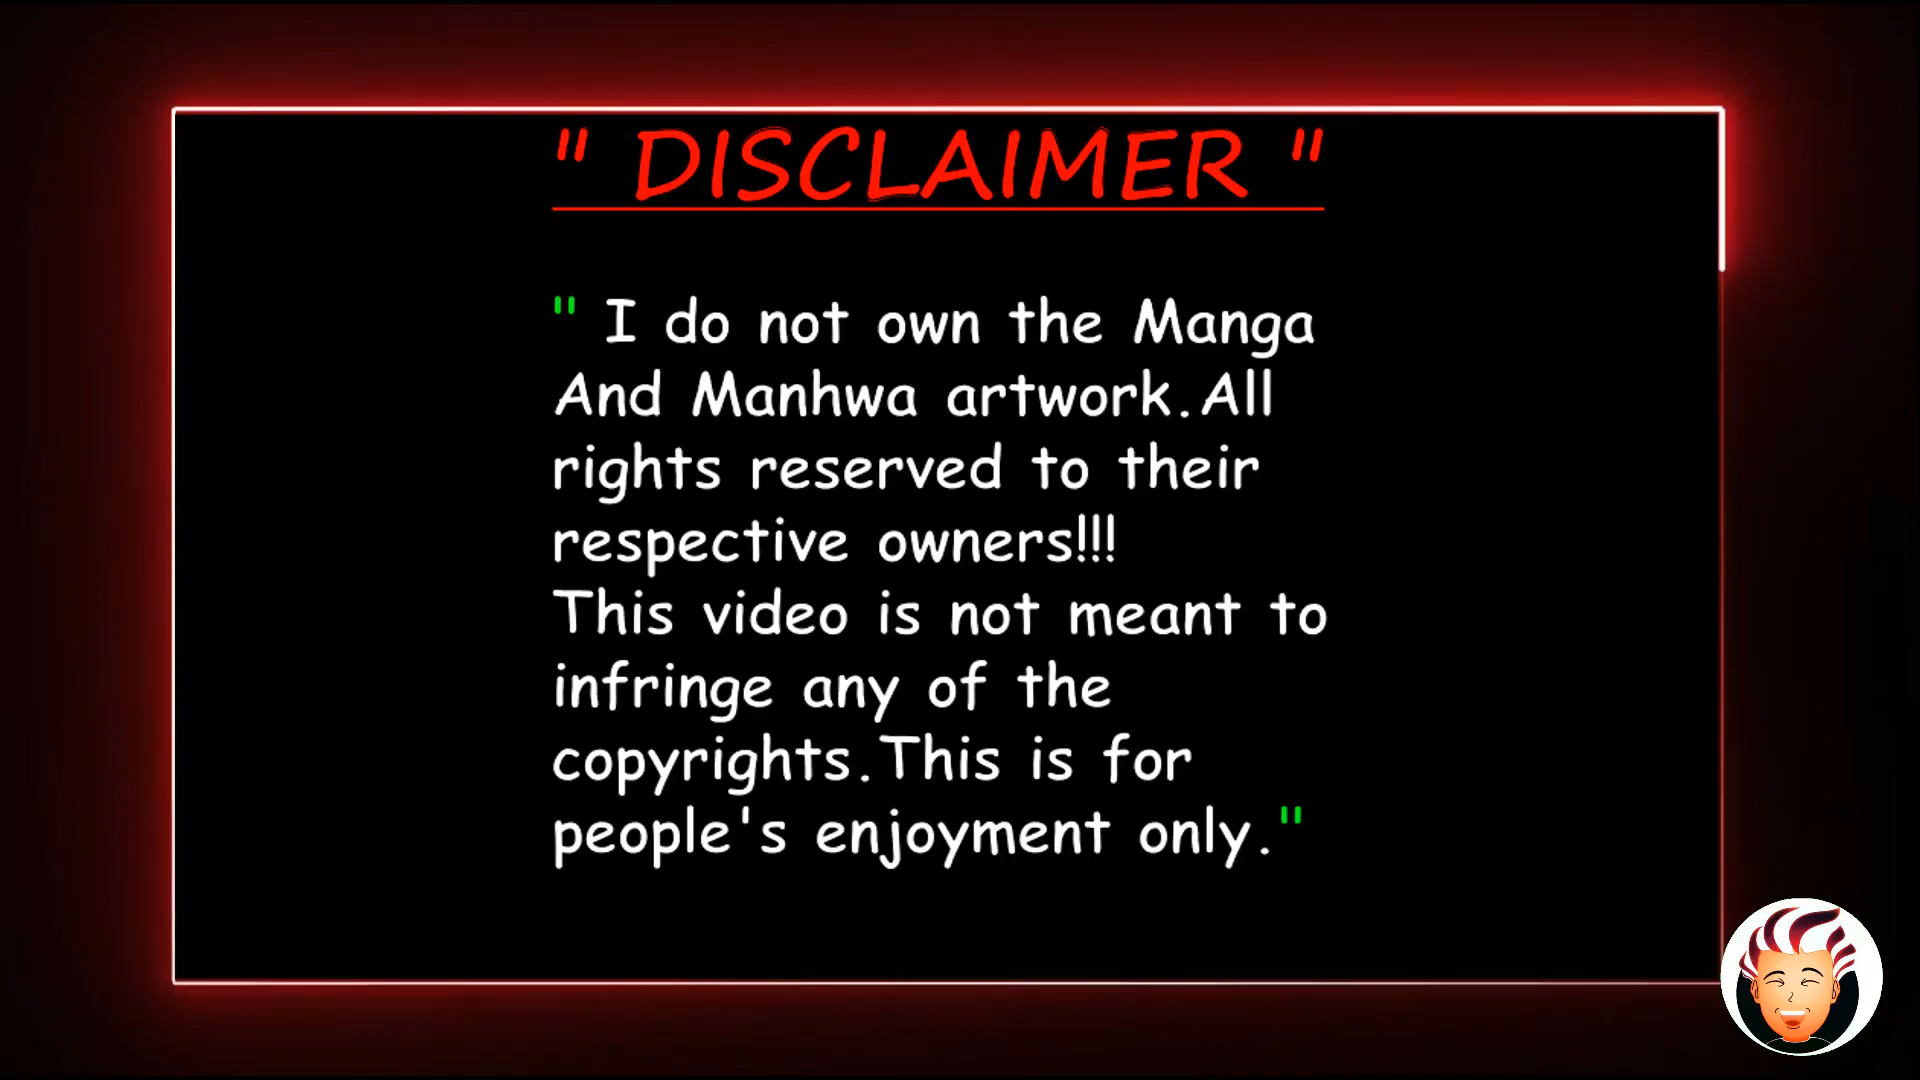 " DISCLAIMER "
" I do not own the Manga
And Manhwa artwork.All
rights reserved to their
respective owners!!!
This video is not meant to
infringe any of the
copyrights.This is for
people's enjoyment only."